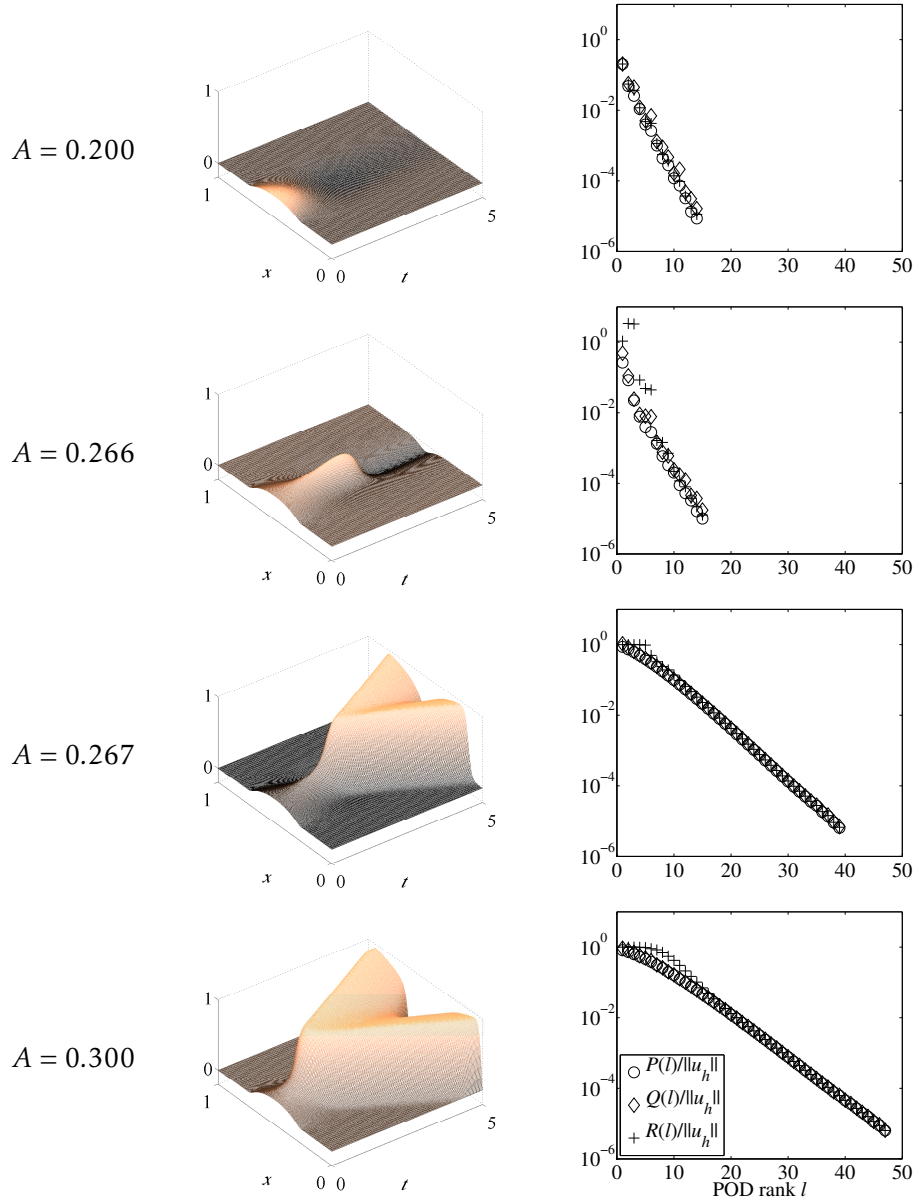 A = 0.200
1
0
1
x
0 0
t
5
10^0
10^-2
10^-4
10^-6
0 10 20 30 40 50
A = 0.266
1
0
1
x
0 0
t
5
10^0
10^-2
10^-4
10^-6
0 10 20 30 40 50
A = 0.267
1
0
1
x
0 0
t
5
10^0
10^-2
10^-4
10^-6
0 10 20 30 40 50
A = 0.300
1
0
1
x
0 0
t
5
10^0
10^-2
10^-4
10^-6
P(l)/||u_h||
Q(l)/||u_h||
R(l)/||u_h||
0 10 20 30 40 50
POD rank l